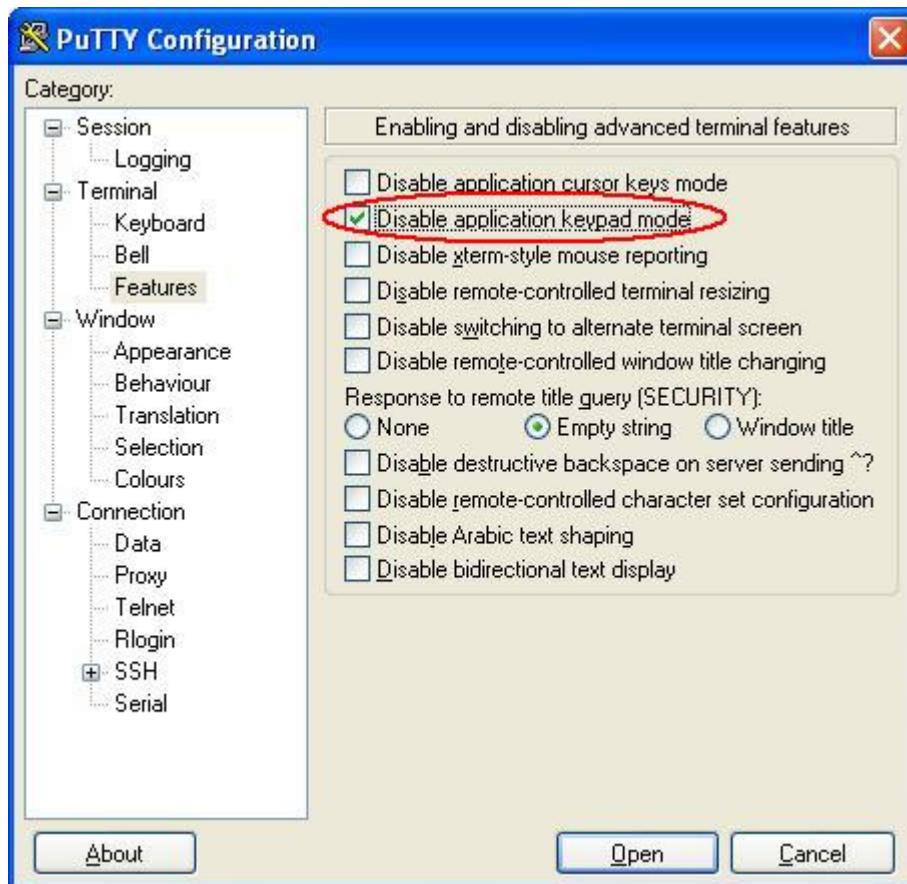 PuTTY Configuration
Category:
Session
Logging
Terminal
Keyboard
Bell
Features
Window
Appearance
Behaviour
Translation
Selection
Colours
Connection
Data
Proxy
Telnet
Rlogin
SSH
Serial
Enabling and disabling advanced terminal features
Disable application cursor keys mode
Disable application keypad mode
Disable xterm-style mouse reporting
Disable remote-controlled terminal resizing
Disable switching to alternate terminal screen
Disable remote-controlled window title changing
Response to remote title query (SECURITY):
None Empty string Window title
Disable destructive backspace on server sending ^?
Disable remote-controlled character set configuration
Disable Arabic text shaping
Disable bidirectional text display
About Open Cancel